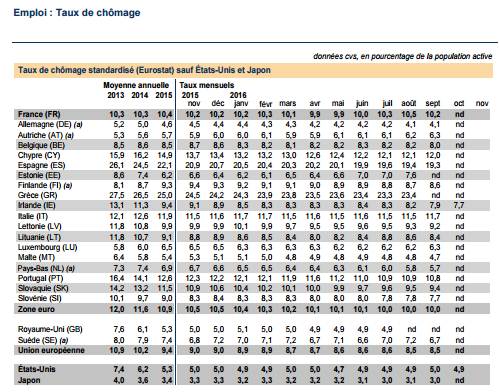 Emploi : Taux de chômage
données cvs, en pourcentage de la population active
Taux de chômage standardisé (Eurostat) sauf États-Unis et Japon
Moyenne annuelle Taux mensuels
2013 2014 2015 2015 2016
nov déc janv févr mars avr mai juin juil août sept oct nov
France (FR) 10,3 10,3 10,4 10,2 10,2 10,2 10,3 10,1 9,9 9,9 10,0 10,3 10,5 10,2 nd
Allemagne (DE) (a) 5,2 5,0 4,6 4,5 4,4 4,4 4,3 4,3 4,2 4,2 4,2 4,2 4,1 4,1 nd
Autriche (AT) (a) 5,3 5,6 5,7 5,9 6,0 6,0 6,1 5,9 5,9 6,1 6,1 6,1 6,2 6,3 nd
Belgique (BE) 8,5 8,6 8,5 8,7 8,6 8,3 8,2 8,1 8,2 8,3 8,2 8,2 8,2 8,0 nd
Chypre (CY) 15,9 16,2 14,9 13,7 13,4 13,2 13,2 13,0 12,6 12,4 12,2 12,1 12,1 12,0 nd
Espagne (ES) 26,1 24,5 22,1 20,9 20,7 20,5 20,4 20,3 20,2 20,1 19,9 19,6 19,4 19,3 nd
Estonie (EE) 8,6 7,4 6,2 6,6 6,4 6,2 6,1 6,5 6,4 6,6 7,0 7,0 7,6 nd nd
Finlande (FI) (a) 8,1 8,7 9,3 9,4 9,3 9,2 9,1 9,1 9,0 8,9 8,9 8,8 8,7 8,6 nd
Grèce (GR) 27,5 26,5 25,0 24,5 24,2 24,3 23,9 23,8 23,5 23,6 23,4 23,3 23,4 nd nd
Irlande (IE) 13,1 11,3 9,4 9,1 8,9 8,5 8,3 8,3 8,3 8,3 8,4 8,3 8,2 7,9 7,7
Italie (IT) 12,1 12,6 11,9 11,5 11,6 11,7 11,7 11,5 11,6 11,5 11,6 11,5 11,5 11,7 nd
Lettonie (LV) 11,8 10,8 9,9 9,9 9,9 10,1 9,9 9,7 9,5 9,5 9,6 9,5 9,3 9,2 nd
Lituanie (LT) 11,8 10,7 9,1 8,8 8,9 8,6 8,5 8,4 8,0 8,2 8,4 8,8 8,6 8,4 nd
Luxembourg (LU) 5,8 6,0 6,5 6,5 6,5 6,3 6,3 6,3 6,3 6,2 6,2 6,2 6,2 6,3 nd
Malte (MT) 6,4 5,8 5,4 5,3 5,1 5,1 5,0 4,8 4,8 4,9 4,8 4,8 4,8 4,7 nd
Pays-Bas (NL) (a) 7,3 7,4 6,9 6,7 6,6 6,5 6,5 6,4 6,4 6,3 6,1 6,0 5,8 5,7 nd
Portugal (PT) 16,4 14,1 12,6 12,3 12,2 12,1 12,1 11,9 11,6 11,2 11,0 10,9 10,9 10,8 nd
Slovaquie (SK) 14,2 13,2 11,5 10,9 10,6 10,4 10,2 10,1 10,0 9,9 9,7 9,6 9,5 9,4 nd
Slovénie (SI) 10,1 9,7 9,0 8,3 8,4 8,3 8,3 8,3 8,0 8,0 8,0 7,8 7,8 7,7 nd
Zone euro 12,0 11,6 10,9 10,5 10,5 10,4 10,3 10,2 10,1 10,1 10,1 10,0 10,0 10,0 nd
Royaume-Uni (GB) 7,6 6,1 5,3 5,0 5,0 5,1 5,0 5,0 4,9 4,9 4,9 4,9 nd nd nd
Suède (SE) (a) 8,0 7,9 7,4 6,8 7,2 7,0 7,1 7,2 6,7 7,1 6,6 7,0 7,2 6,7 nd
Union européenne 10,9 10,2 9,4 9,0 9,0 8,9 8,9 8,7 8,6 8,6 8,6 8,5 8,5 nd
États-Unis 7,4 6,2 5,3 5,0 5,0 4,9 4,9 5,0 5,0 4,7 4,9 4,9 4,9 5,0 4,9
Japon 4,0 3,6 3,4 3,3 3,3 3,2 3,3 3,2 3,2 3,2 3,1 3,0 3,1 3,0 nd